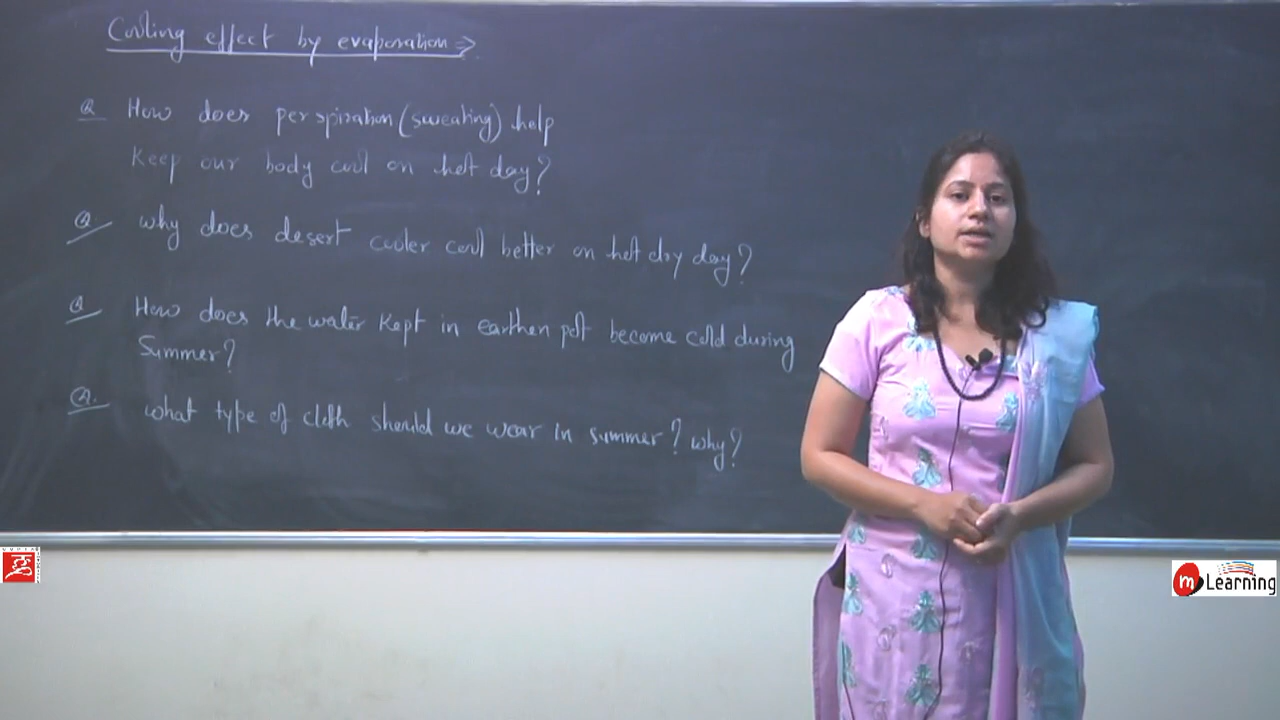 Cooling effect by evaporation ⇒
Q How does perspiration (sweating) help
Keep our body cool on hot day?
Q why does desert cooler cool better on hot dry day?
Q How does the water kept in earthen pot become cold during
Summer?
Q. what type of cloth should we wear in summer? why?
m Learning